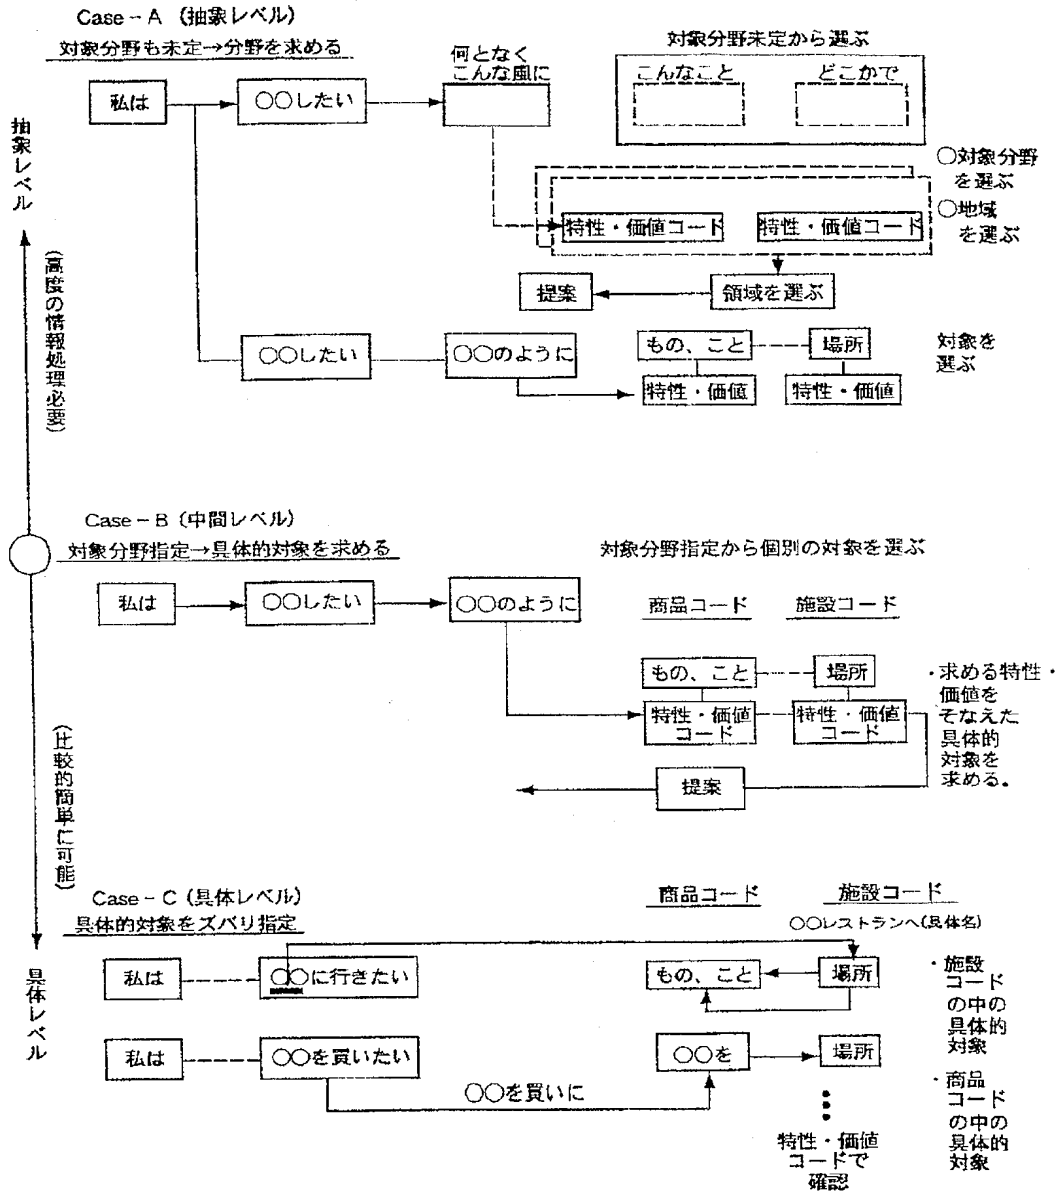 Case－A（抽象レベル）
対象分野も未定→分野を求める
私は
○○したい
何となく
こんな風に
対象分野未定から選ぶ
こんなこと
どこかで
○対象分野
を選ぶ
○地域
を選ぶ
特性・価値コード
特性・価値コード
提案
領域を選ぶ
○○したい
○○のように
もの、こと
場所
特性・価値
特性・価値
対象を
選ぶ
抽象レベル
（高度の情報処理必要）
Case－B（中間レベル）
対象分野指定→具体的対象を求める
対象分野指定から個別の対象を選ぶ
私は
○○したい
○○のように
商品コード
施設コード
もの、こと
場所
特性・価値
コード
特性・価値
コード
・求める特性・
価値を
そなえた
具体的
対象を
求める。
提案
（比較的簡単に可能）
具体レベル
Case－C（具体レベル）
具体的対象をズバリ指定
商品コード
施設コード
○○レストランへ（具体名）
私は
○○に行きたい
もの、こと
場所
・施設
コード
の中の
具体的
対象
私は
○○を買いたい
○○を買いに
○○を
場所
・商品
コード
の中の
具体的
対象
特性・価値
コードで
確認